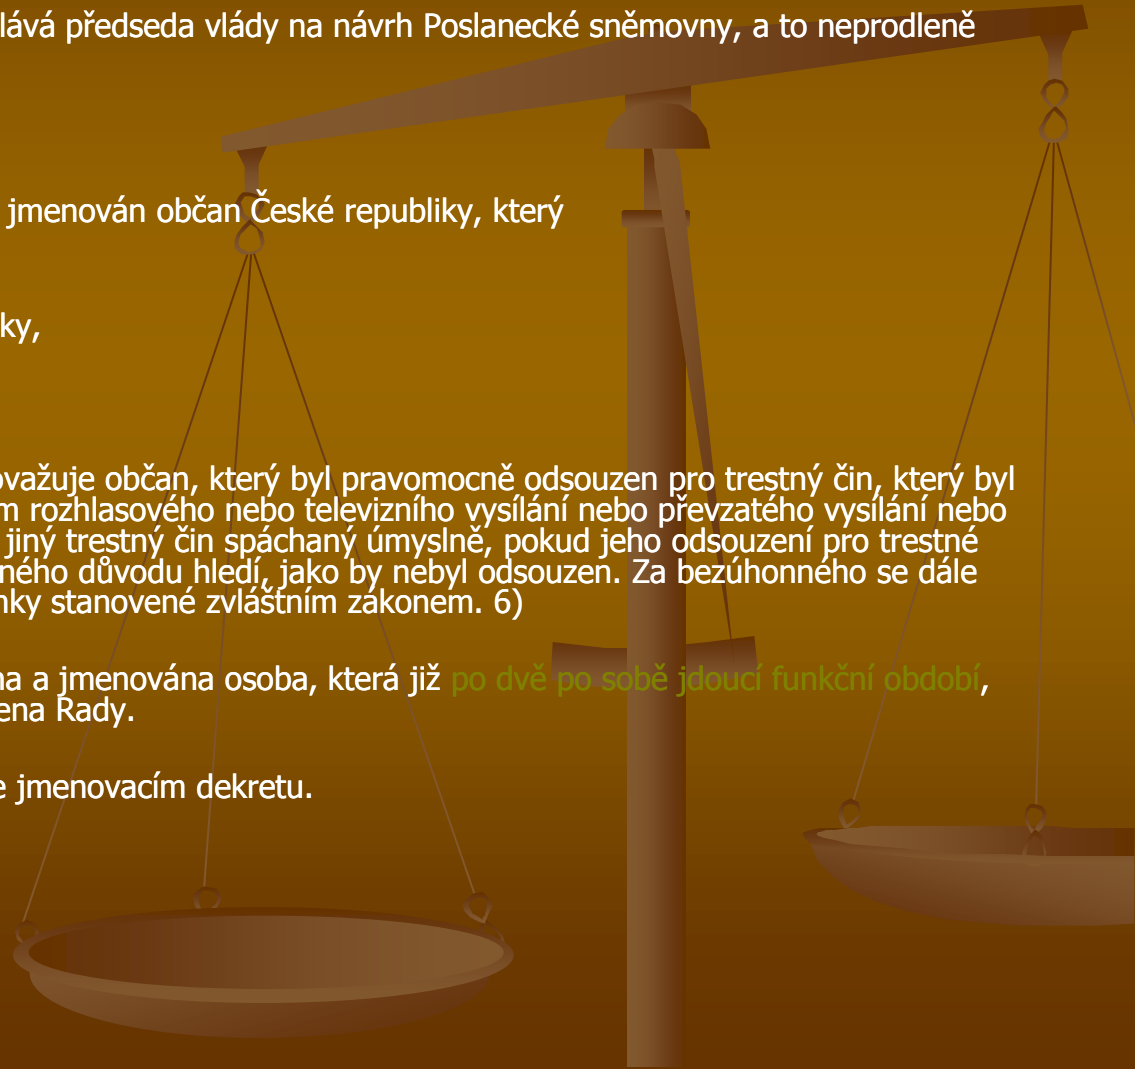 lává předseda vlády na návrh Poslanecké sněmovny, a to neprodleně
jmenován občan České republiky, který
ky,
ovažuje občan, který byl pravomocně odsouzen pro trestný čin, který byl
m rozhlasového nebo televizního vysílání nebo převzatého vysílání nebo
jiný trestný čin spáchaný úmyslně, pokud jeho odsouzení pro trestné
ného důvodu hledí, jako by nebyl odsouzen. Za bezúhonného se dále
nky stanovené zvláštním zákonem. 6)
na a jmenována osoba, která již po dvě po sobě jdoucí funkční období,
ena Rady.
e jmenovacím dekretu.